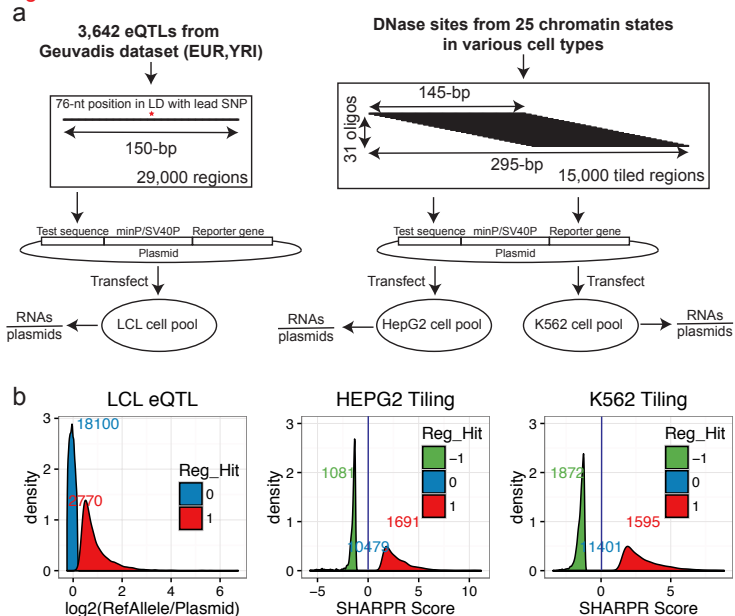 a
3,642 eQTLs from
Geuvadis dataset (EUR,YRI)
76-nt position in LD with lead SNP
*
150-bp
29,000 regions
Test sequence minP/SV40P Reporter gene
Plasmid
Transfect
RNAs
plasmids
LCL cell pool
DNase sites from 25 chromatin states
in various cell types
145-bp
31 oligos
295-bp
15,000 tiled regions
Test sequence minP/SV40P Reporter gene
Plasmid
Transfect
Transfect
RNAs
plasmids
HepG2 cell pool
K562 cell pool
RNAs
plasmids
b
LCL eQTL
18100
2770
Reg_Hit
0
1
density
3
2
1
0
0 2 4 6
log2(RefAllele/Plasmid)
HEPG2 Tiling
1081
10479
1691
Reg_Hit
-1
0
1
density
3
2
1
0
−5 0 5 10
SHARPR Score
K562 Tiling
1872
11401
1595
Reg_Hit
-1
0
1
density
3
2
1
0
0 5
SHARPR Score